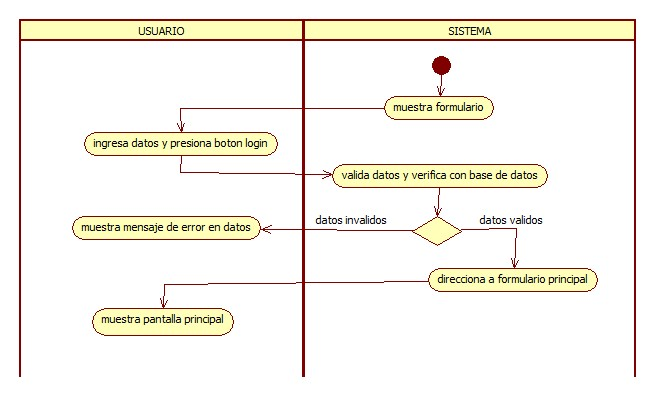 USUARIO
SISTEMA
muestra formulario
ingresa datos y presiona boton login
valida datos y verifica con base de datos
datos invalidos
datos validos
muestra mensaje de error en datos
direcciona a formulario principal
muestra pantalla principal